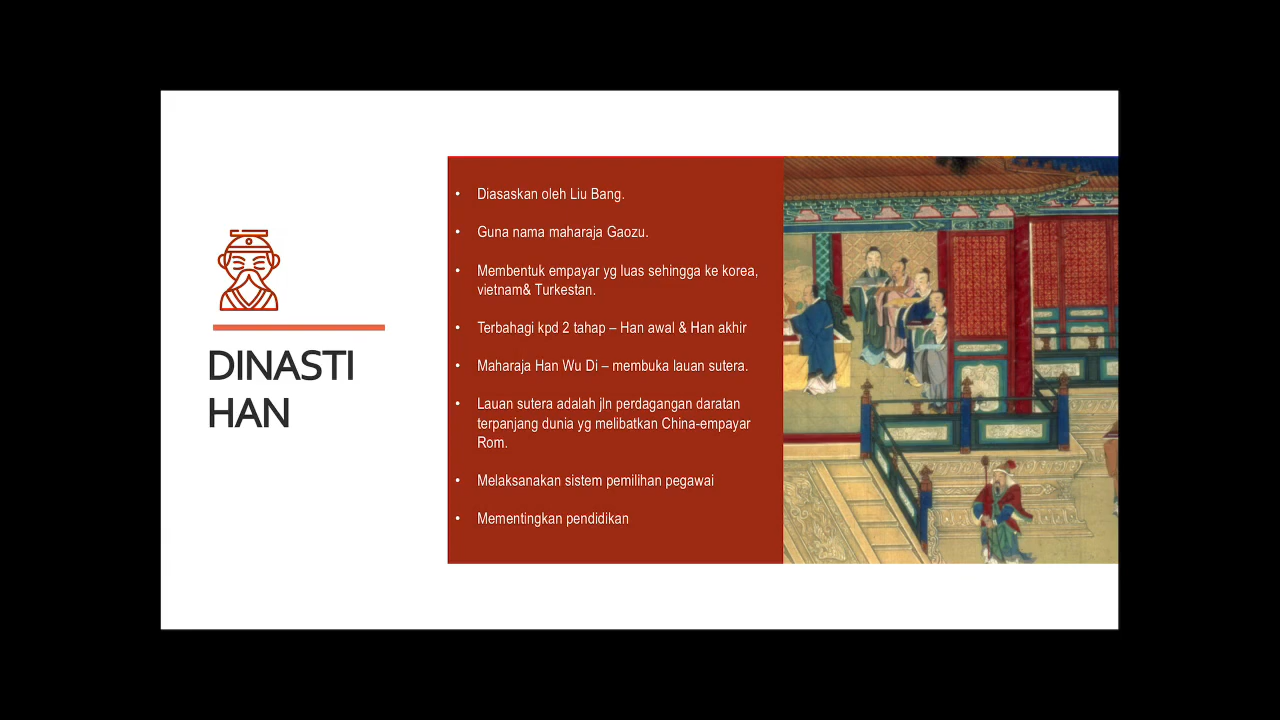 DINASTI
HAN
• Diasaskan oleh Liu Bang.
• Guna nama maharaja Gaozu.
• Membentuk empayar yg luas sehingga ke korea,
vietnam& Turkestan.
• Terbahagi kpd 2 tahap – Han awal & Han akhir
• Maharaja Han Wu Di – membuka lauan sutera.
• Lauan sutera adalah jln perdagangan daratan
terpanjang dunia yg melibatkan China-empayar
Rom.
• Melaksanakan sistem pemilihan pegawai
• Mementingkan pendidikan